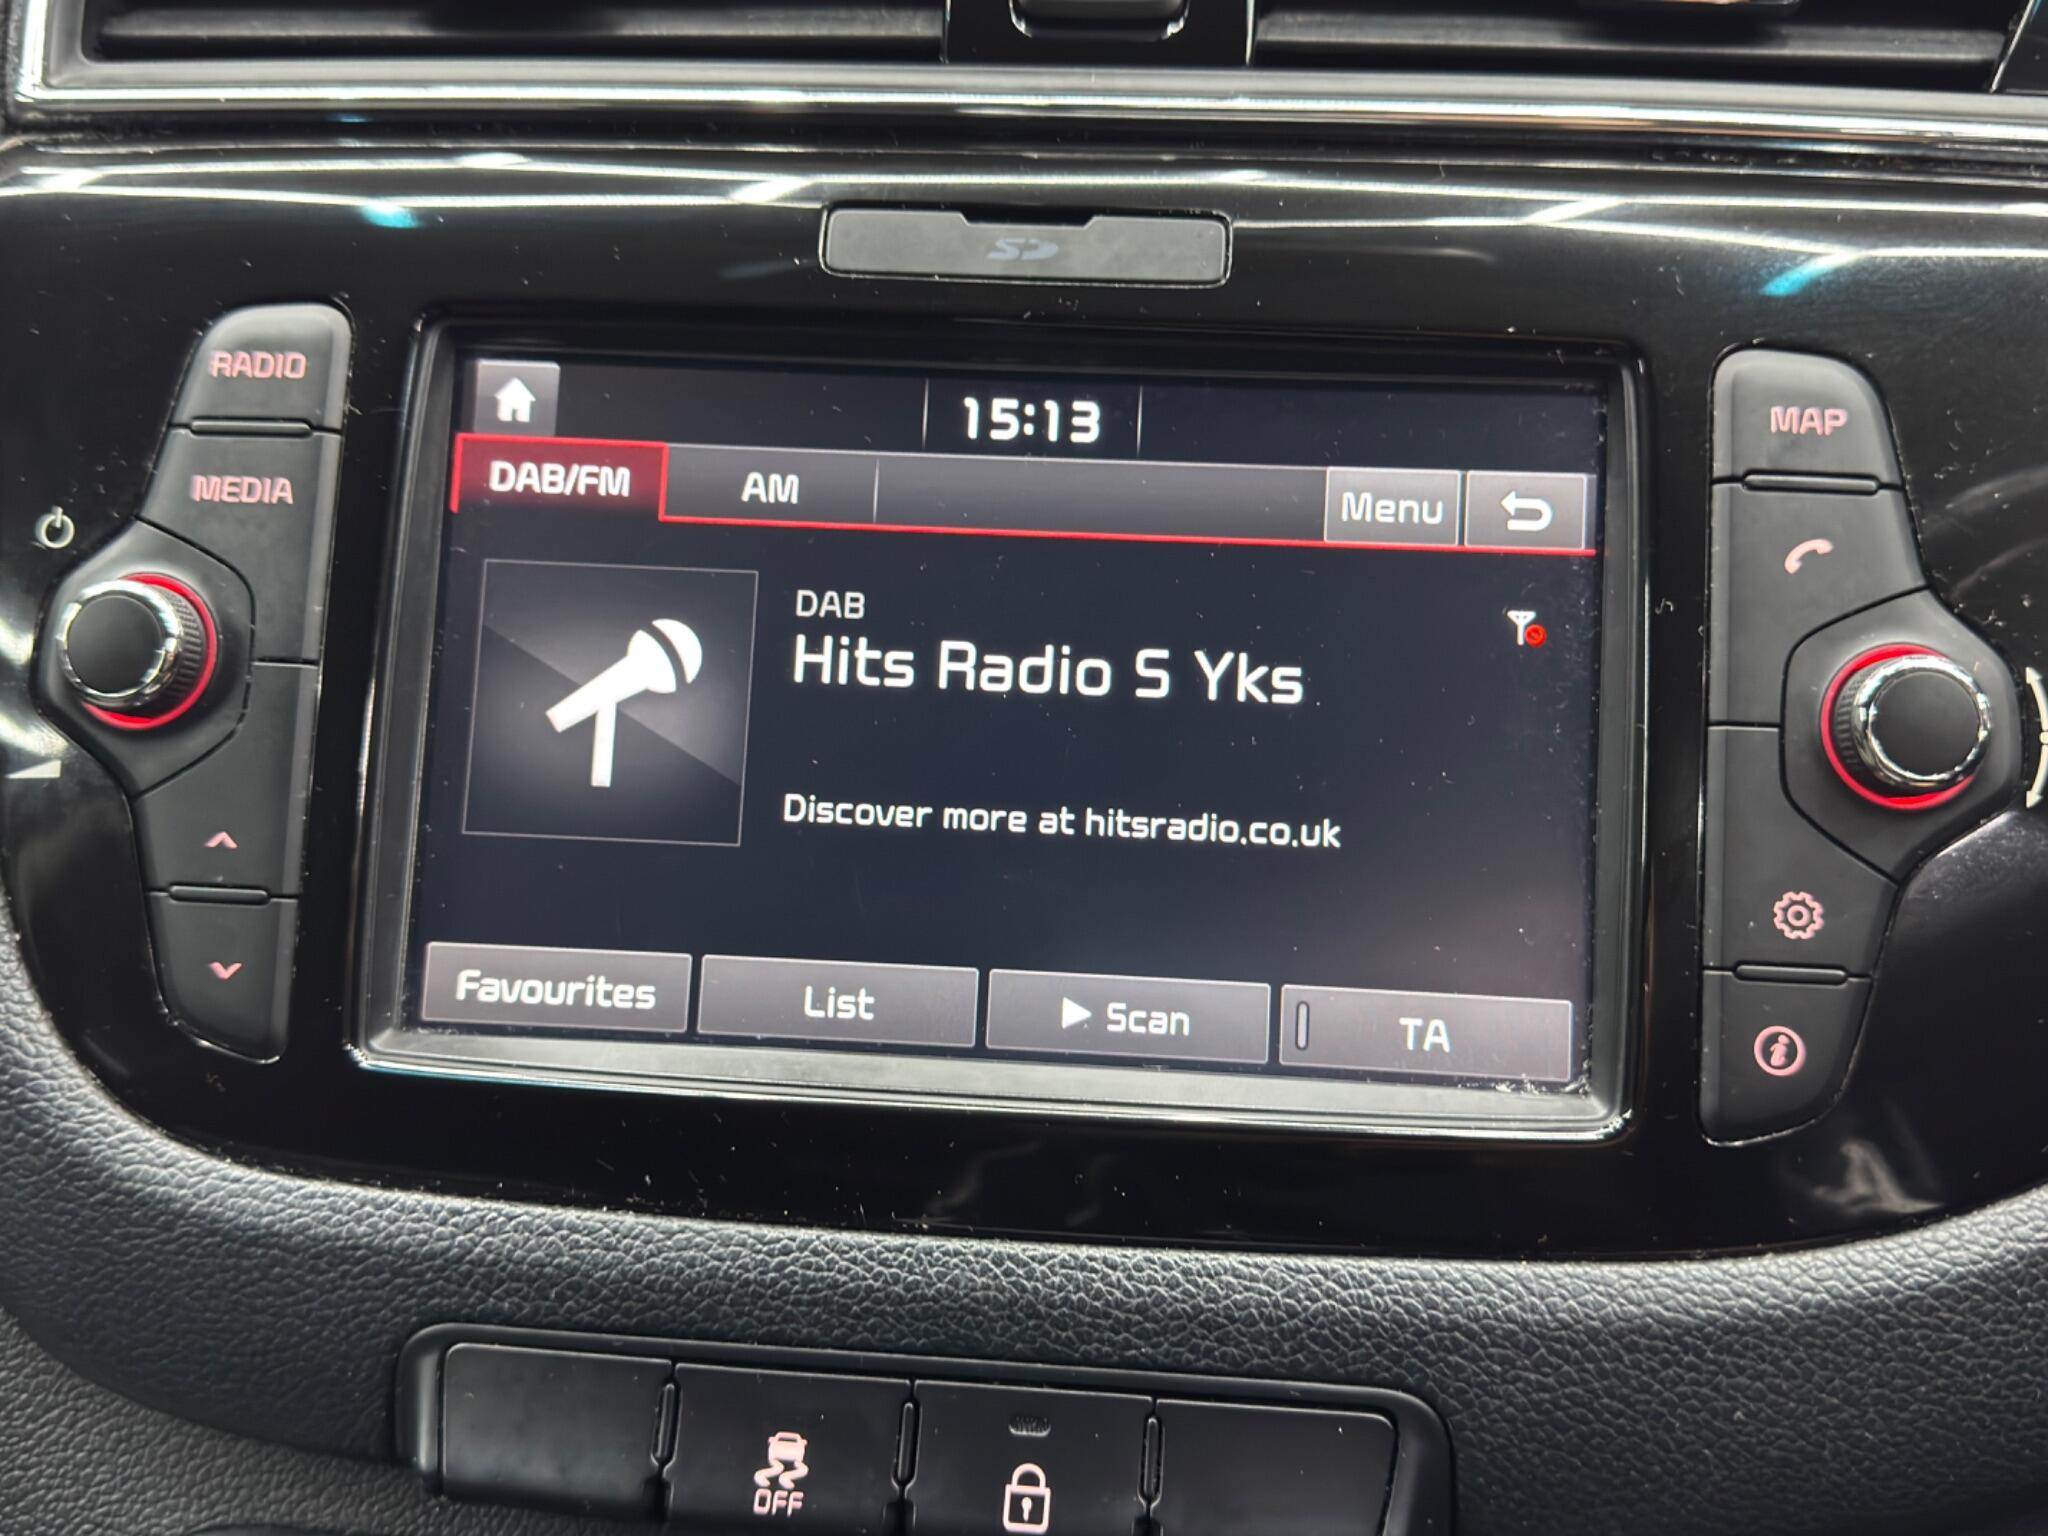 SD
RADIO
MEDIA
15:13
DAB/FM
AM
Menu
DAB
Hits Radio S Yks
Discover more at hitsradio.co.uk
Favourites
List
Scan
TA
MAP
OFF